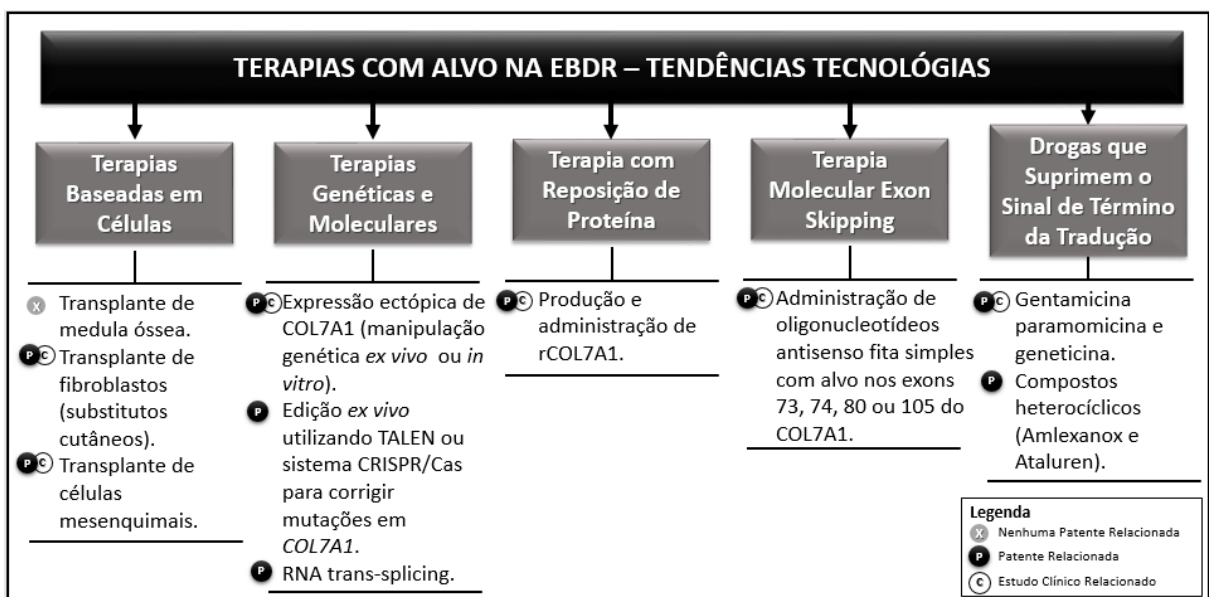 TERAPIAS COM ALVO NA EBDR – TENDÊNCIAS TECNOLÓGIAS
Terapias
Baseadas em
Células
X Transplante de
medula óssea.
P C Transplante de
fibroblastos
(substitutos
cutâneos).
P C Transplante de
células
mesenquimais.
Terapias
Genéticas e
Moleculares
P C Expressão ectópica de
COL7A1 (manipulação
genética ex vivo ou in
vitro).
P Edição ex vivo
utilizando TALEN ou
sistema CRISPR/Cas
para corrigir
mutações em
COL7A1.
P RNA trans-splicing.
Terapia com
Reposição de
Proteína
P C Produção e
administração de
rCOL7A1.
Terapia
Molecular Exon
Skipping
P C Administração de
oligonucleotídeos
antisenso fita simples
com alvo nos exons
73, 74, 80 ou 105 do
COL7A1.
Drogas que
Suprimem o
Sinal de Término
da Tradução
P C Gentamicina
paramomicina e
geneticina.
P Compostos
heterocíclicos
(Amlexanox e
Ataluren).
Legenda
X Nenhuma Patente Relacionada
P Patente Relacionada
C Estudo Clínico Relacionado